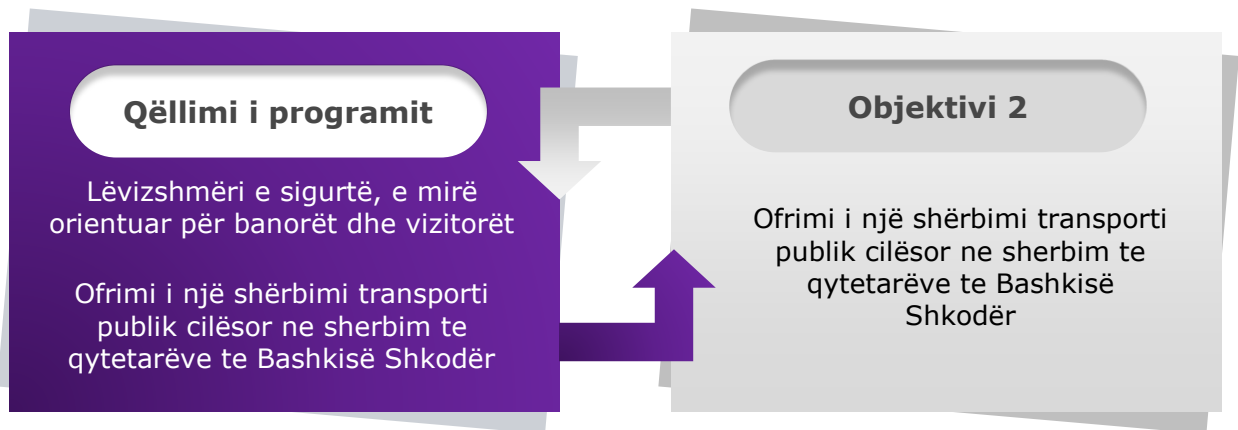 Qëllimi i programit
Lëvizshmëri e sigurtë, e mirë
orientuar për banorët dhe vizitorët
Ofrimi i një shërbimi transporti
publik cilësor ne sherbim te
qytetarëve te Bashkisë Shkodër
Objektivi 2
Ofrimi i një shërbimi transporti
publik cilësor ne sherbim te
qytetarëve te Bashkisë
Shkodër